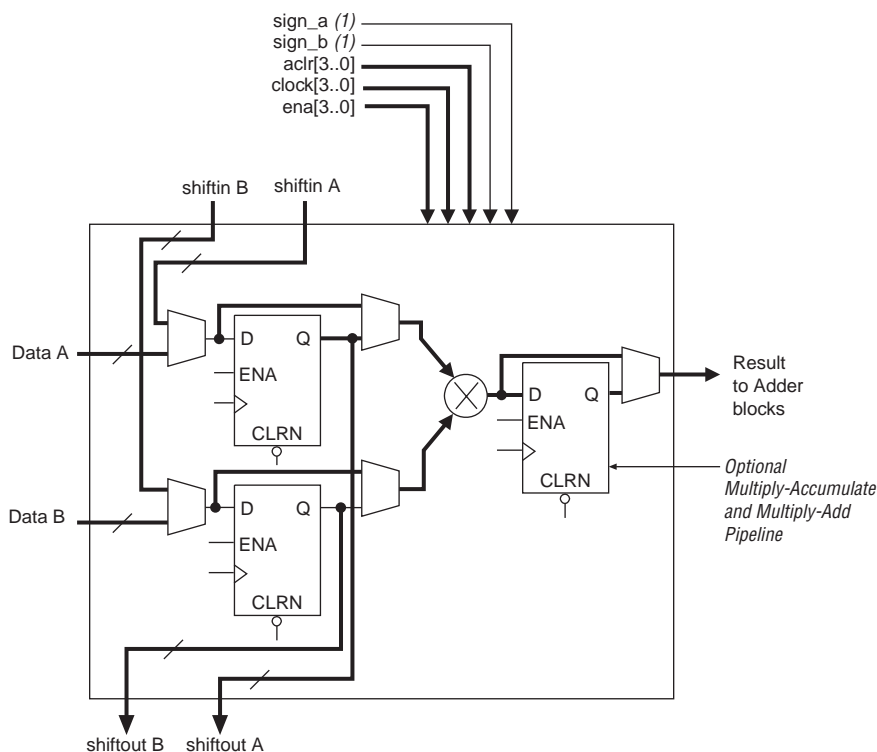 sign_a (1)
sign_b (1)
aclr[3..0]
clock[3..0]
ena[3..0]
shiftin B
shiftin A
Data A
D
Q
ENA
CLRN
Data B
D
Q
ENA
CLRN
D
Q
ENA
CLRN
Result
to Adder
blocks
Optional
Multiply-Accumulate
and Multiply-Add
Pipeline
shiftout B
shiftout A